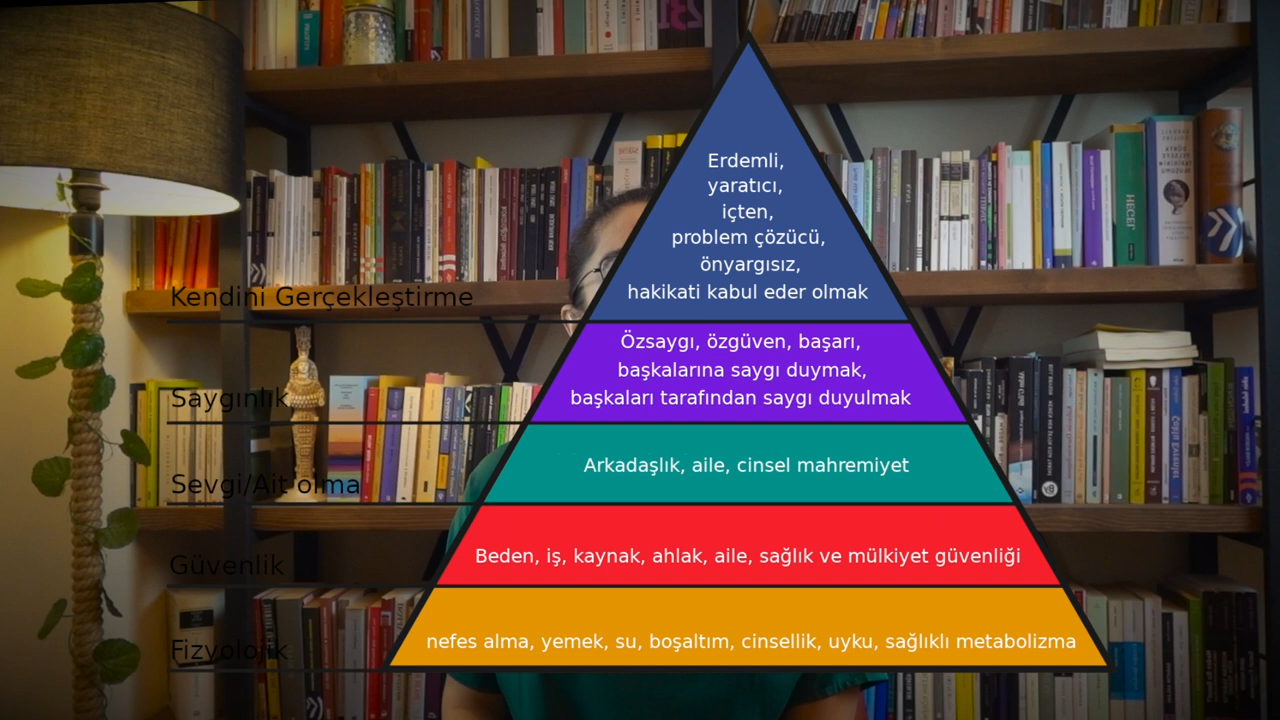 Erdemli,
yaratıcı,
içten,
problem çözücü,
önyargısız,
hakikati kabul eder olmak
Kendini Gerçekleştirme
Özsaygı, özgüven, başarı,
başkalarına saygı duymak,
başkaları tarafından saygı duyulmak
Saygınlık
Arkadaşlık, aile, cinsel mahremiyet
Sevgi/Ait olma
Beden, iş, kaynak, ahlak, aile, sağlık ve mülkiyet güvenliği
Güvenlik
nefes alma, yemek, su, boşaltım, cinsellik, uyku, sağlıklı metabolizma
Fizyolojik
HEGEL